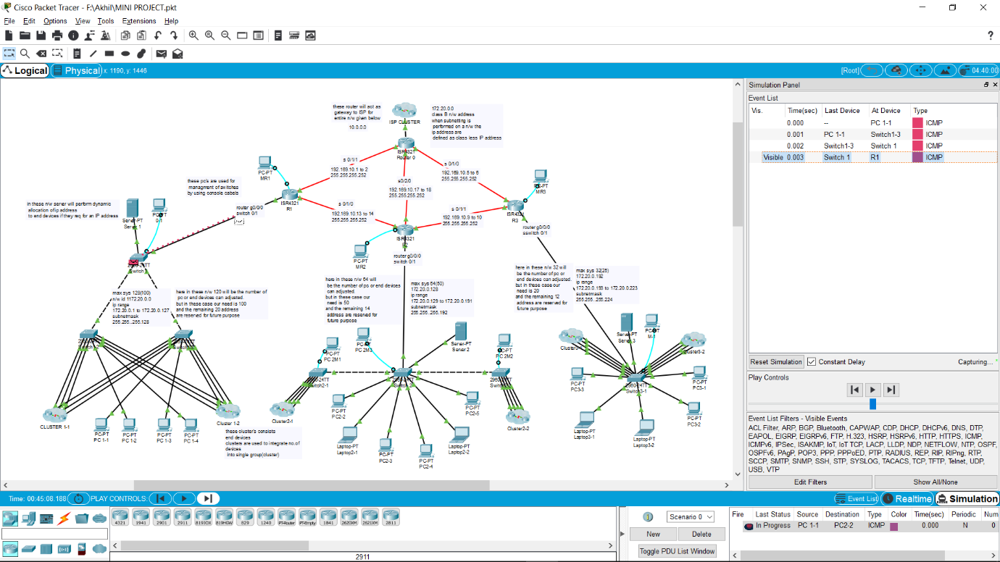 Cisco Packet Tracer - F:\Akhil\MINI PROJECT.pkt
File Edit Options View Tools Extensions Help
Logical Physical x: 1190, y: 1446
[Root] 04:40:00
these router will act as
gateway to ISP for
entire n/w given below
10.0.0.0
ISP CLUSTER
172.20.0.0
class B n/w address
when subnetting is
performed on a n/w the
ip address are
defined as class less IP address
ISR4321
Router 0
s 0/1/1
192.169.10.1 to 2
255.255.255.252
s 0/1/0
192.169.10.5 to 6
255.255.255.252
s0/2/0
192.169.10.17 to 18
255.255.255.252
PC-PT
MR1
PC-PT
MR3
these pc's are used for
managment of switches
by using console cabels
ISR4321
R1
router g0/0/0
switch 0/1
s 0/1/0
192.169.10.13 to 14
255.255.255.252
s 0/1/1
192.169.10.9 to 10
255.255.255.252
ISR4321
R3
router g0/0/0
sswitch 0/1
in these n/w server will perform dynamic
allocation of ip address
to end devices if they req for an IP address
Server-PT
Server 1
ISR4321
PC-PT
MR2
router g0/0/0
switch 0/1
max sys 128(100)
n/w id 1172.20.0.0
ip range
172.20.0.1 to 172.20.0.127
subnetmask
255.255..255.128
here in these n/w 120 will be the number of
pc or end devices can adjusted.
but in these case our need is 100
and the remaining 20 address
are reserved for future purpose
here in these n/w 64 will
be the number of pc or end devices
can adjusted.
but in these case our
need is 50
and the remaining 14
address are reserved for
future purpose
max sys 64(50)
172.20.0.128
ip range
172.20.0.129 to 172.20.0.191
subnetmask
255.255..255.192
here in these n/w 32 will
be the number of pc or
end devices can adjusted.
but in these case our
need is 20
and the remaining 12
address are reserved for
future purpose
max sys 32(25)
172.20.0.192
ip range
172.20.0.193 to 172.20.0.223
subnetmask
255.255..255.224
PC-PT
PC 2M1
PC-PT
PC 2M3
Server-PT
Server 2
PC-PT
PC 2M2
Cluster3-2
PC-PT
PC3-3
Switch3-1
PC-PT
PC3-1
CLUSTER 1-1
PC-PT
PC 1-1
PC-PT
PC 1-2
PC-PT
PC 1-3
PC-PT
PC 1-4
Cluster 1-2
these cluster's consists
end devices
clusters are used to integrate no.of
devices
into single group(cluster)
Cluster2-1
PC-PT
PC2-2
Laptop-PT
Laptop2-1
PC-PT
PC2-3
PC-PT
PC2-4
Laptop-PT
Laptop2-2
PC-PT
PC2-5
Cluster2-2
Laptop-PT
Laptop3-1
Laptop-PT
Laptop3-2
PC-PT
PC3-2
Simulation Panel
Event List
Vis. Time(sec) Last Device At Device Type
0.000 -- PC 1-1 ICMP
0.001 PC 1-1 Switch1-3 ICMP
0.002 Switch1-3 Switch 1 ICMP
Visible 0.003 Switch 1 R1 ICMP
Reset Simulation Constant Delay Capturing...
Play Controls
Event List Filters - Visible Events
ACL Filter, ARP, BGP, Bluetooth, CAPWAP, CDP, DHCP, DHCPv6, DNS, DTP,
EAPOL, EIGRP, EIGRPv6, FTP, H.323, HSRP, HSRPv6, HTTP, HTTPS, ICMP,
ICMPv6, IPSec, ISAKMP, IoT, IoT TCP, LACP, LLDP, NDP, NETFLOW, NTP, OSPF,
OSPFv6, PAgP, POP3, PPP, PPPoED, PTP, RADIUS, REP, RIP, RIPng, RTP,
SCCP, SMTP, SNMP, SSH, STP, SYSLOG, TACACS, TCP, TFTP, Telnet, UDP,
USB, VTP
Edit Filters Show All/None
Time: 00:45:08.188 PLAY CONTROLS:
Event List Realtime Simulation
4321 1941 2901 2911 819IOX 819HGW 829 1240 PT-Router PT-Empty 1841 2620XM 2621XM 2811
2911
Scenario 0
New Delete
Toggle PDU List Window
Fire Last Status Source Destination Type Color Time(sec) Periodic Num
In Progress PC 1-1 PC2-2 ICMP 0.000 N 0